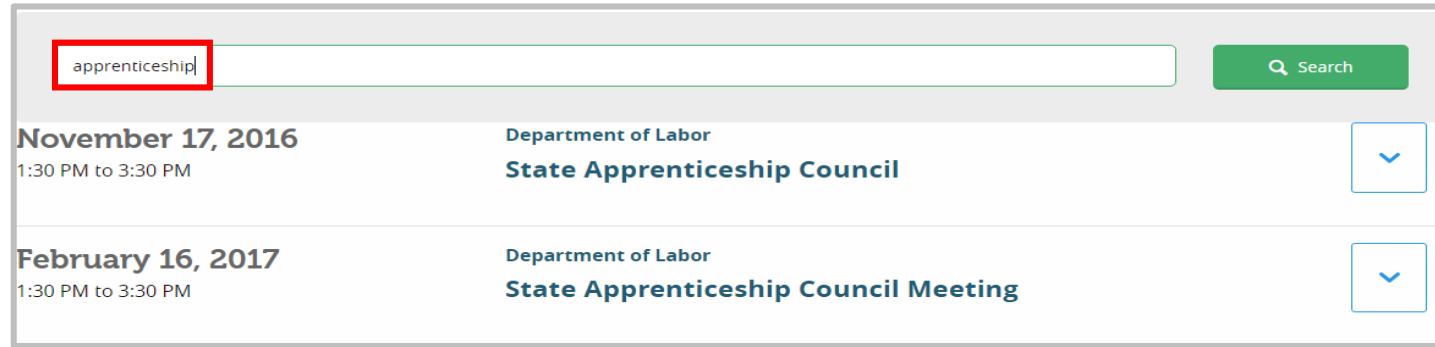 apprenticeship
Search
November 17, 2016
1:30 PM to 3:30 PM
Department of Labor
State Apprenticeship Council
February 16, 2017
1:30 PM to 3:30 PM
Department of Labor
State Apprenticeship Council Meeting